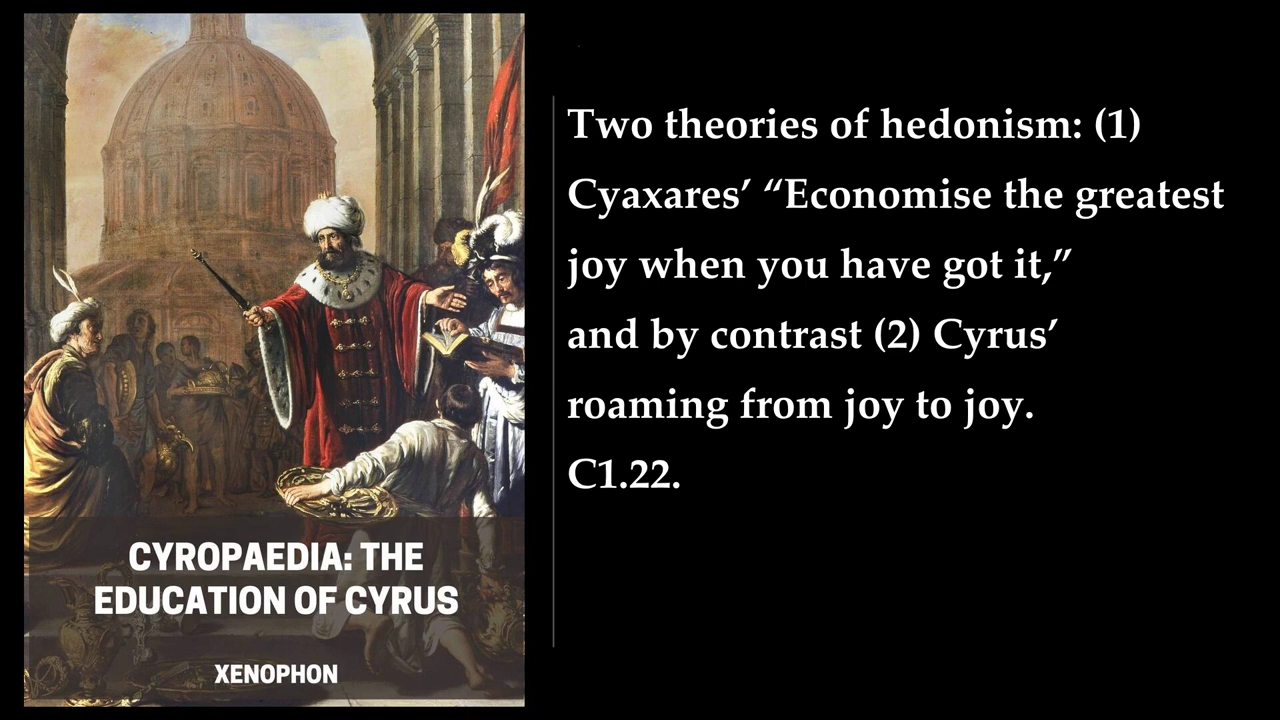 CYROPAEDIA: THE
EDUCATION OF CYRUS
XENOPHON
Two theories of hedonism: (1)
Cyaxares’ “Economise the greatest
joy when you have got it,”
and by contrast (2) Cyrus’
roaming from joy to joy.
C1.22.